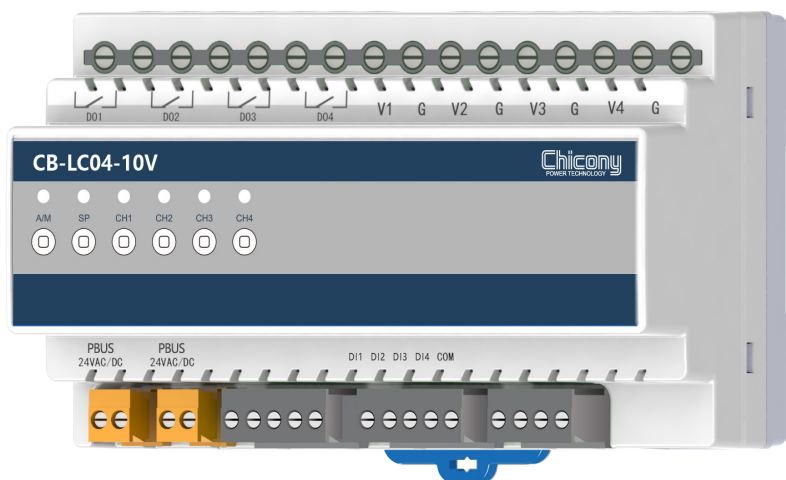 DO1 DO2 DO3 DO4 V1 G V2 G V3 G V4 G
CB-LC04-10V
Chicony
POWER TECHNOLOGY
A/M SP CH1 CH2 CH3 CH4
PBUS PBUS
24VAC/DC 24VAC/DC
DI1 DI2 DI3 DI4 COM